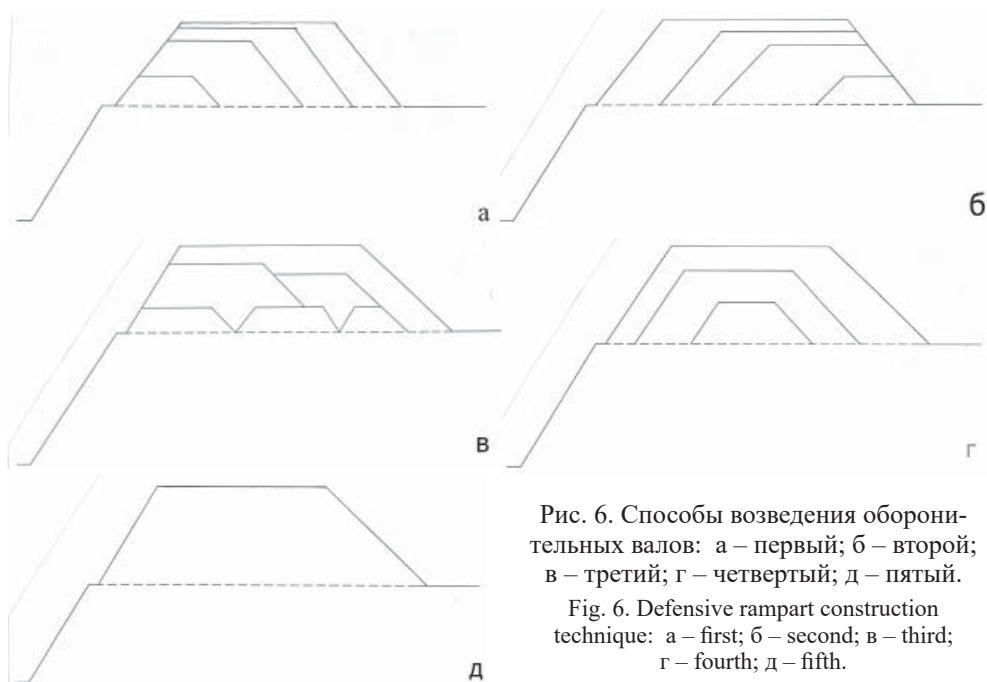 а
б
в
г
д
Рис. 6. Способы возведения оборони-
тельных валов: а – первый; б – второй;
в – третий; г – четвертый; д – пятый.
Fig. 6. Defensive rampart construction
technique: а – first; б – second; в – third;
г – fourth; д – fifth.